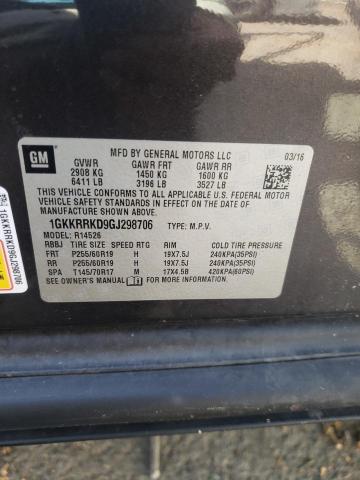 GM
MFD BY GENERAL MOTORS LLC 03/16
GVWR GAWR FRT GAWR RR
2908 KG 1450 KG 1600 KG
6411 LB 3196 LB 3527 LB
THIS VEHICLE CONFORMS TO ALL APPLICABLE U.S. FEDERAL
MOTOR VEHICLE SAFETY STANDARDS IN EFFECT ON THE DATE
OF MANUFACTURE SHOWN ABOVE.
1GKKRRKD9GJ298706 TYPE: M.P.V.
MODEL: R14526
RBBJ TIRE SIZE SPEED RTG RIM COLD TIRE PRESSURE
FRT P255/60R19 H 19X7.5J 240KPA(35PSI)
RR P255/60R19 H 19X7.5J 240KPA(35PSI)
SPA T145/70R17 M 17X4.5B 420KPA(60PSI)
SEE OWNER'S MANUAL FOR MORE INFORMATION.
1GKKRRKD9GJ298706